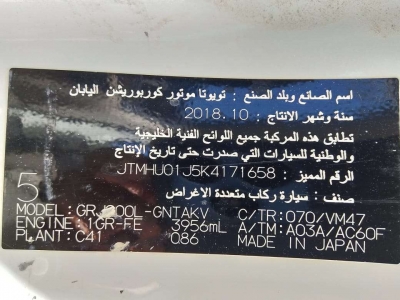 اسم الصانع وبلد الصنع : تويوتا موتور كوربوريشن اليابان
سنة وشهر الانتاج : 2018.10
تطابق هذه المركبة جميع اللوائح الفنية الخليجية
والوطنية للسيارات التي صدرت حتى تاريخ الإنتاج
الرقم المميز : JTMHU01J5K4171658
صنف : سيارة ركاب متعددة الاغراض
5
MODEL: GRJ200L-GNTAKV C/TR: 070/VM47
ENGINE: 1GR-FE 3956mL A/TM: A03A/AC60F
PLANT: C41 086 MADE IN JAPAN